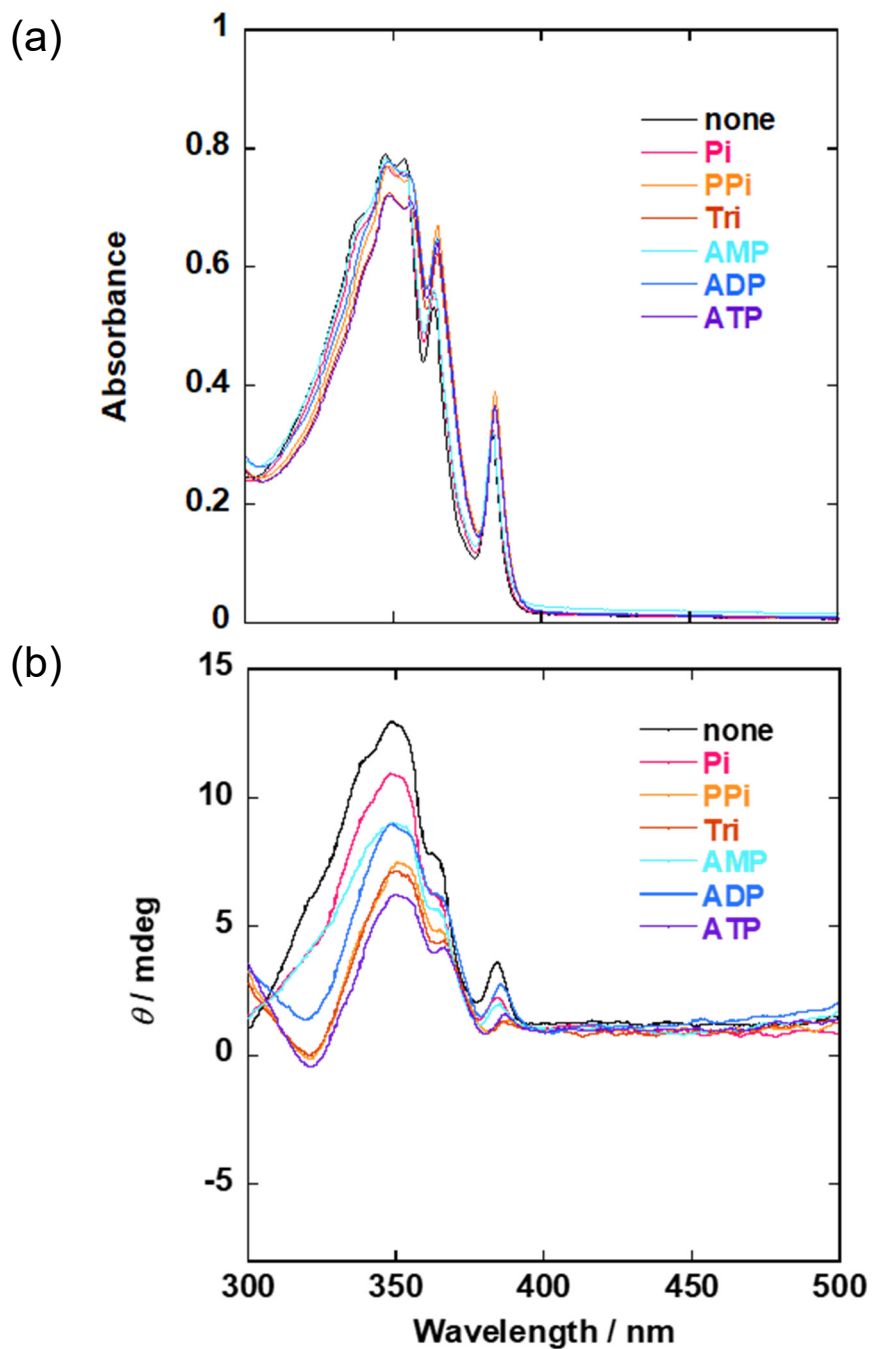 (a)
1
0.8
0.6
0.4
0.2
0
Absorbance
none
Pi
PPi
Tri
AMP
ADP
ATP
(b)
15
10
5
0
-5
θ / mdeg
none
Pi
PPi
Tri
AMP
ADP
ATP
300 350 400 450 500
Wavelength / nm